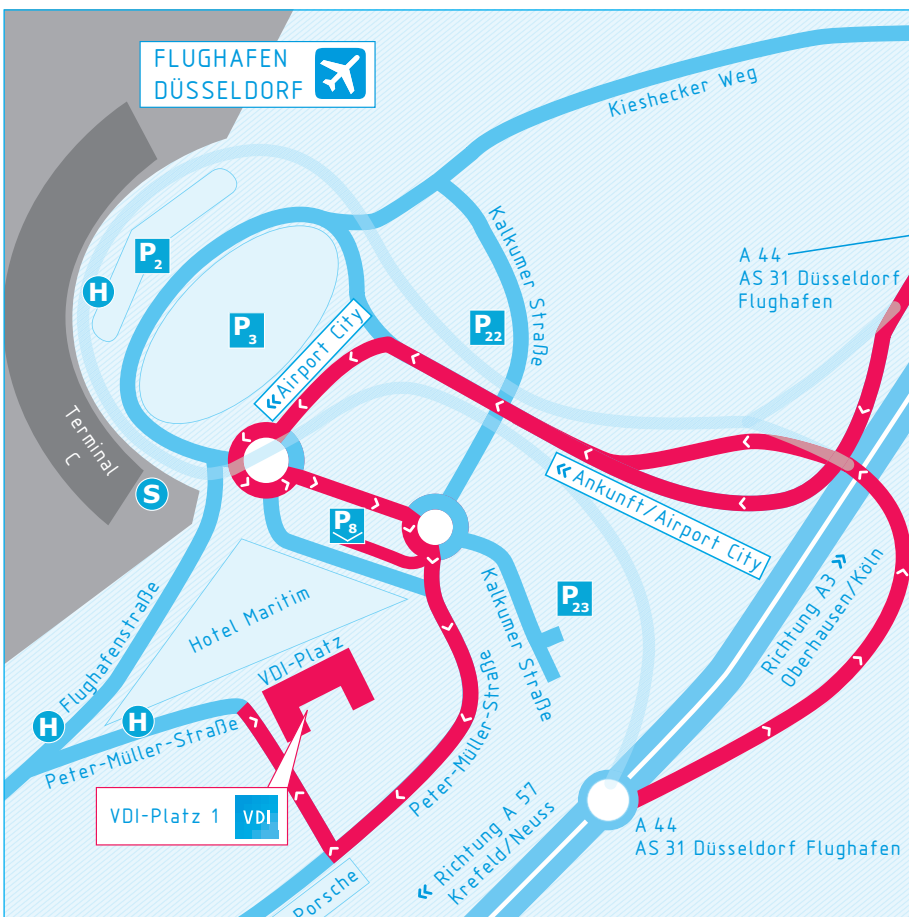 FLUGHAFEN
DÜSSELDORF
Kieshecker Weg
Kalkumer Straße
A 44
AS 31 Düsseldorf
Flughafen
P2
H
P3
P22
«Airport City
Terminal
C
S
« Ankunft/Airport City
P8
Hotel Maritim
Kalkumer Straße
P23
Richtung A3 »
Oberhausen/Köln
Flughafenstraße
VDI-Platz
Peter-Müller-Straße
H
H
Peter-Müller-Straße
VDI-Platz 1
VDI
« Richtung A 57
Krefeld/Neuss
A 44
AS 31 Düsseldorf Flughafen
Porsche